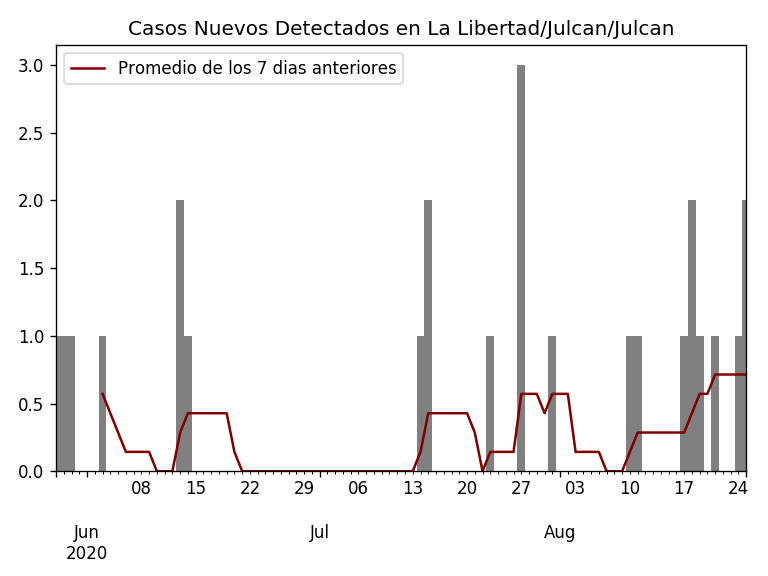 Casos Nuevos Detectados en La Libertad/Julcan/Julcan
Promedio de los 7 dias anteriores
3.0
2.5
2.0
1.5
1.0
0.5
0.0
08 15 22 29 06 13 20 27 03 10 17 24
Jun Jul Aug
2020